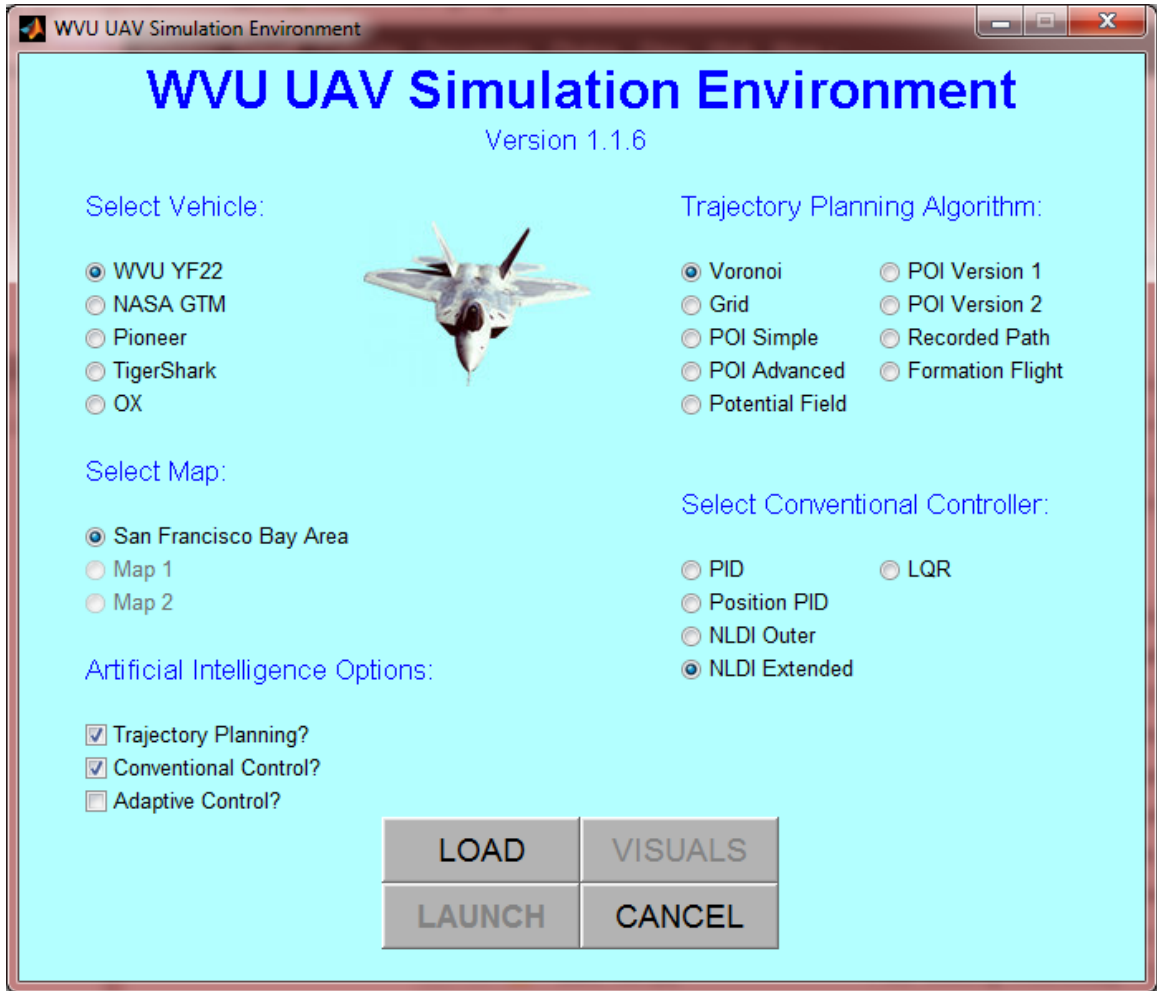 WVU UAV Simulation Environment
WVU UAV Simulation Environment
Version 1.1.6
Select Vehicle:
WVU YF22
NASA GTM
Pioneer
TigerShark
OX
Select Map:
San Francisco Bay Area
Map 1
Map 2
Artificial Intelligence Options:
Trajectory Planning?
Conventional Control?
Adaptive Control?
Trajectory Planning Algorithm:
Voronoi
POI Version 1
Grid
POI Version 2
POI Simple
Recorded Path
POI Advanced
Formation Flight
Potential Field
Select Conventional Controller:
PID
LQR
Position PID
NLDI Outer
NLDI Extended
LOAD
VISUALS
LAUNCH
CANCEL